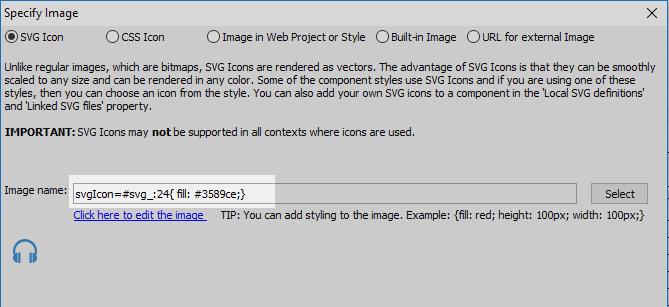 Specify Image
SVG Icon CSS Icon Image in Web Project or Style Built-in Image URL for external Image
Unlike regular images, which are bitmaps, SVG Icons are rendered as vectors. The advantage of SVG Icons is that they can be smoothly
scaled to any size and can be rendered in any color. Some of the component styles use SVG Icons and if you are using one of these
styles, then you can choose an icon from the style. You can also add your own SVG icons to a component in the 'Local SVG definitions'
and 'Linked SVG files' property.
IMPORTANT: SVG Icons may not be supported in all contexts where icons are used.
Image name: svgIcon=#svg_:24{ fill: #3589ce;} Select
Click here to edit the image TIP: You can add styling to the image. Example: {fill: red; height: 100px; width: 100px;}